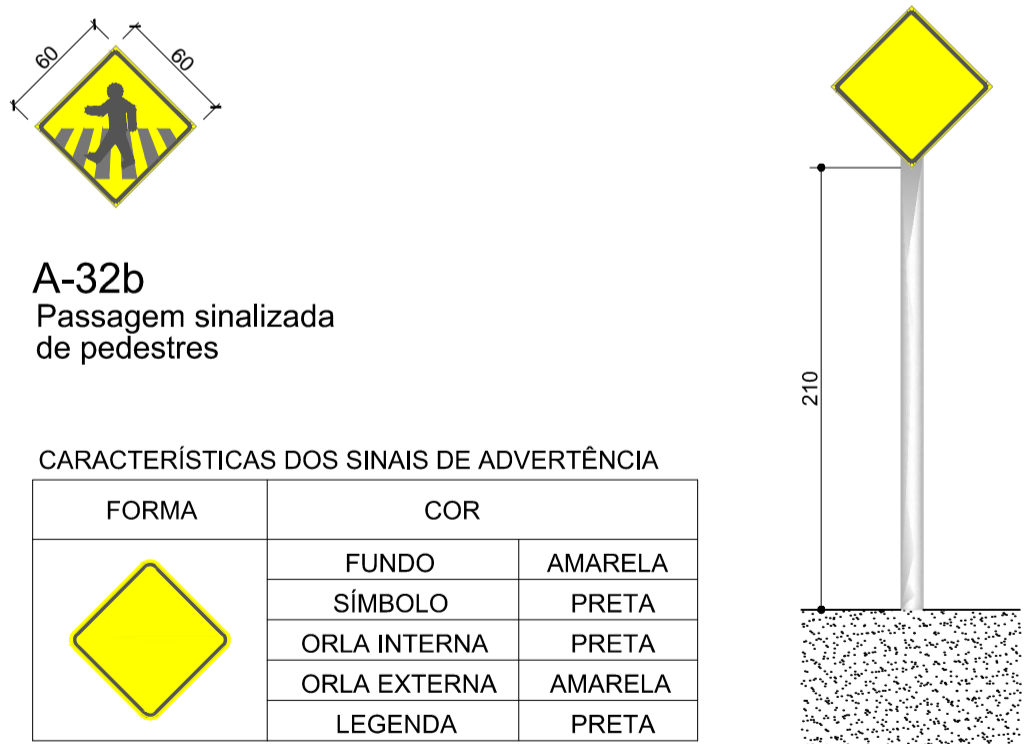 60
60
A-32b
Passagem sinalizada
de pedestres
210
CARACTERÍSTICAS DOS SINAIS DE ADVERTÊNCIA
FORMA COR
FUNDO AMARELA
SÍMBOLO PRETA
ORLA INTERNA PRETA
ORLA EXTERNA AMARELA
LEGENDA PRETA